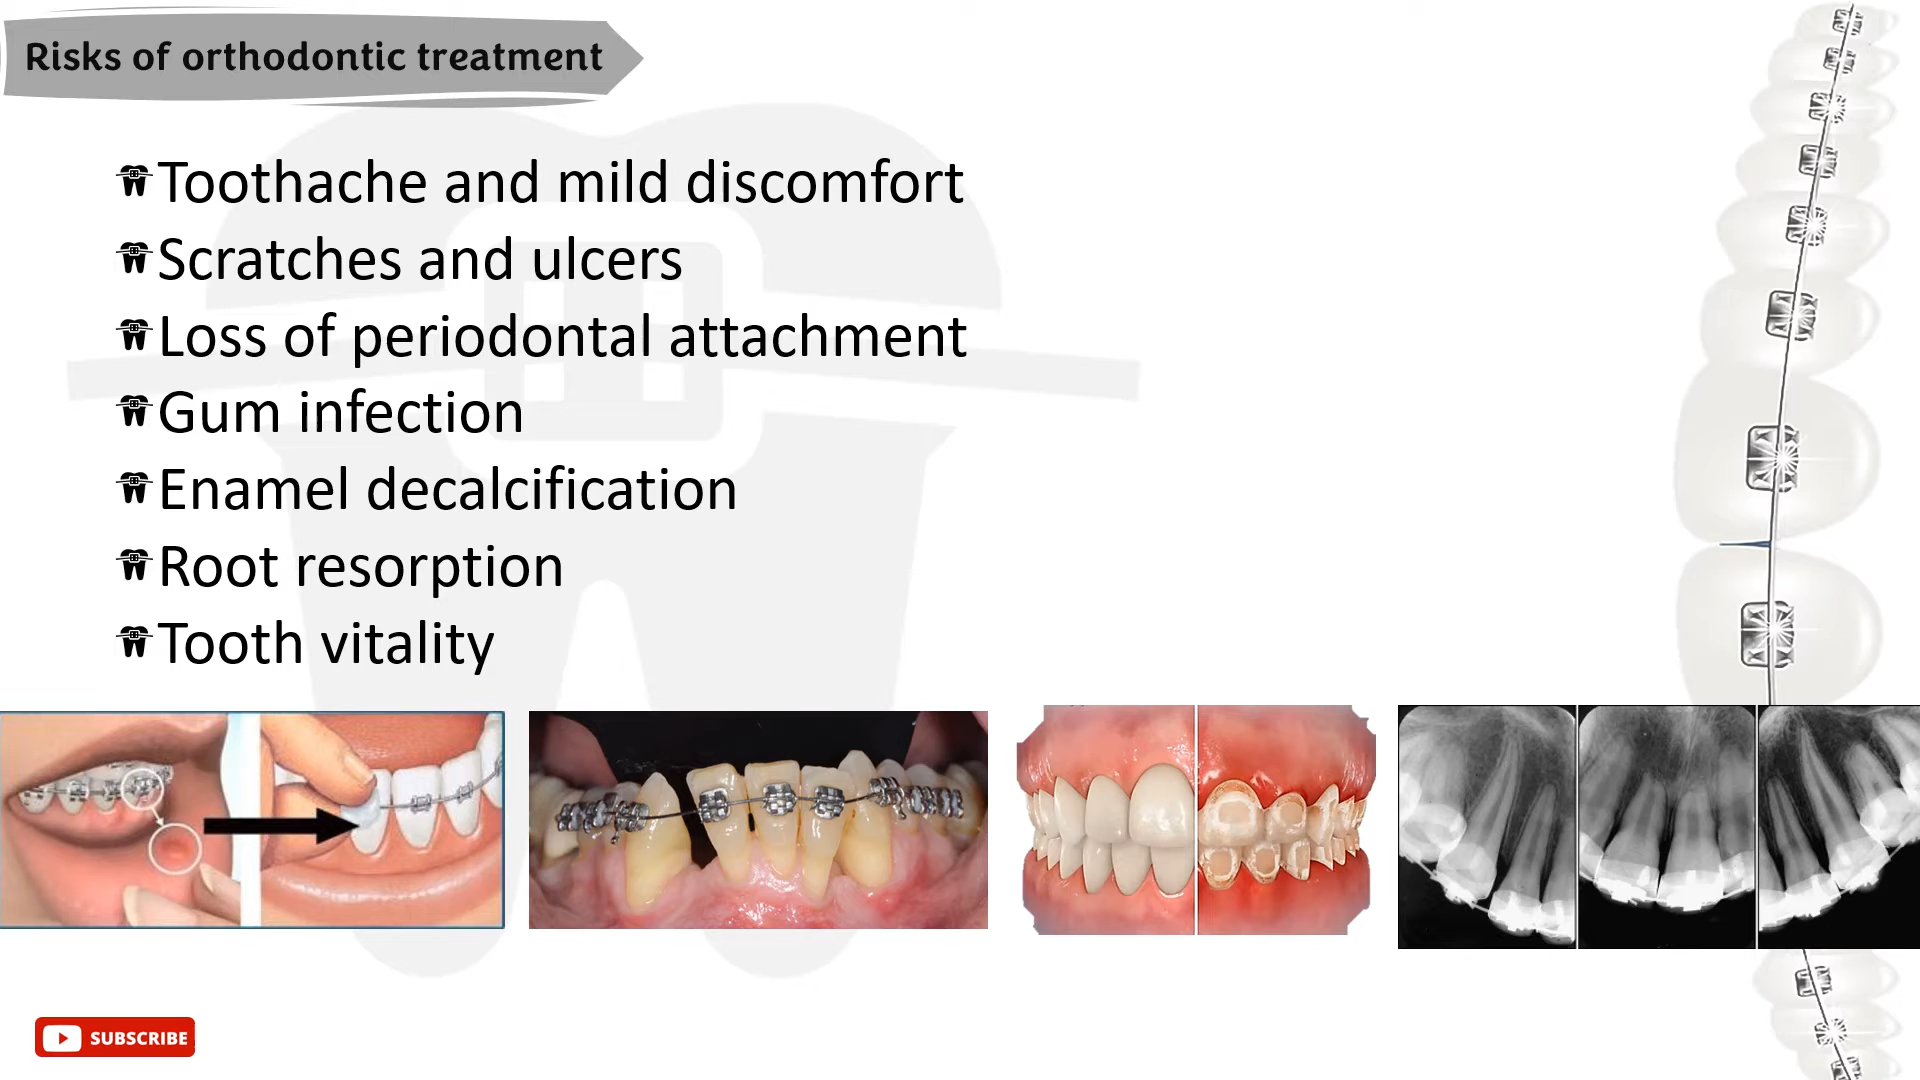 Risks of orthodontic treatment
Toothache and mild discomfort
Scratches and ulcers
Loss of periodontal attachment
Gum infection
Enamel decalcification
Root resorption
Tooth vitality
SUBSCRIBE